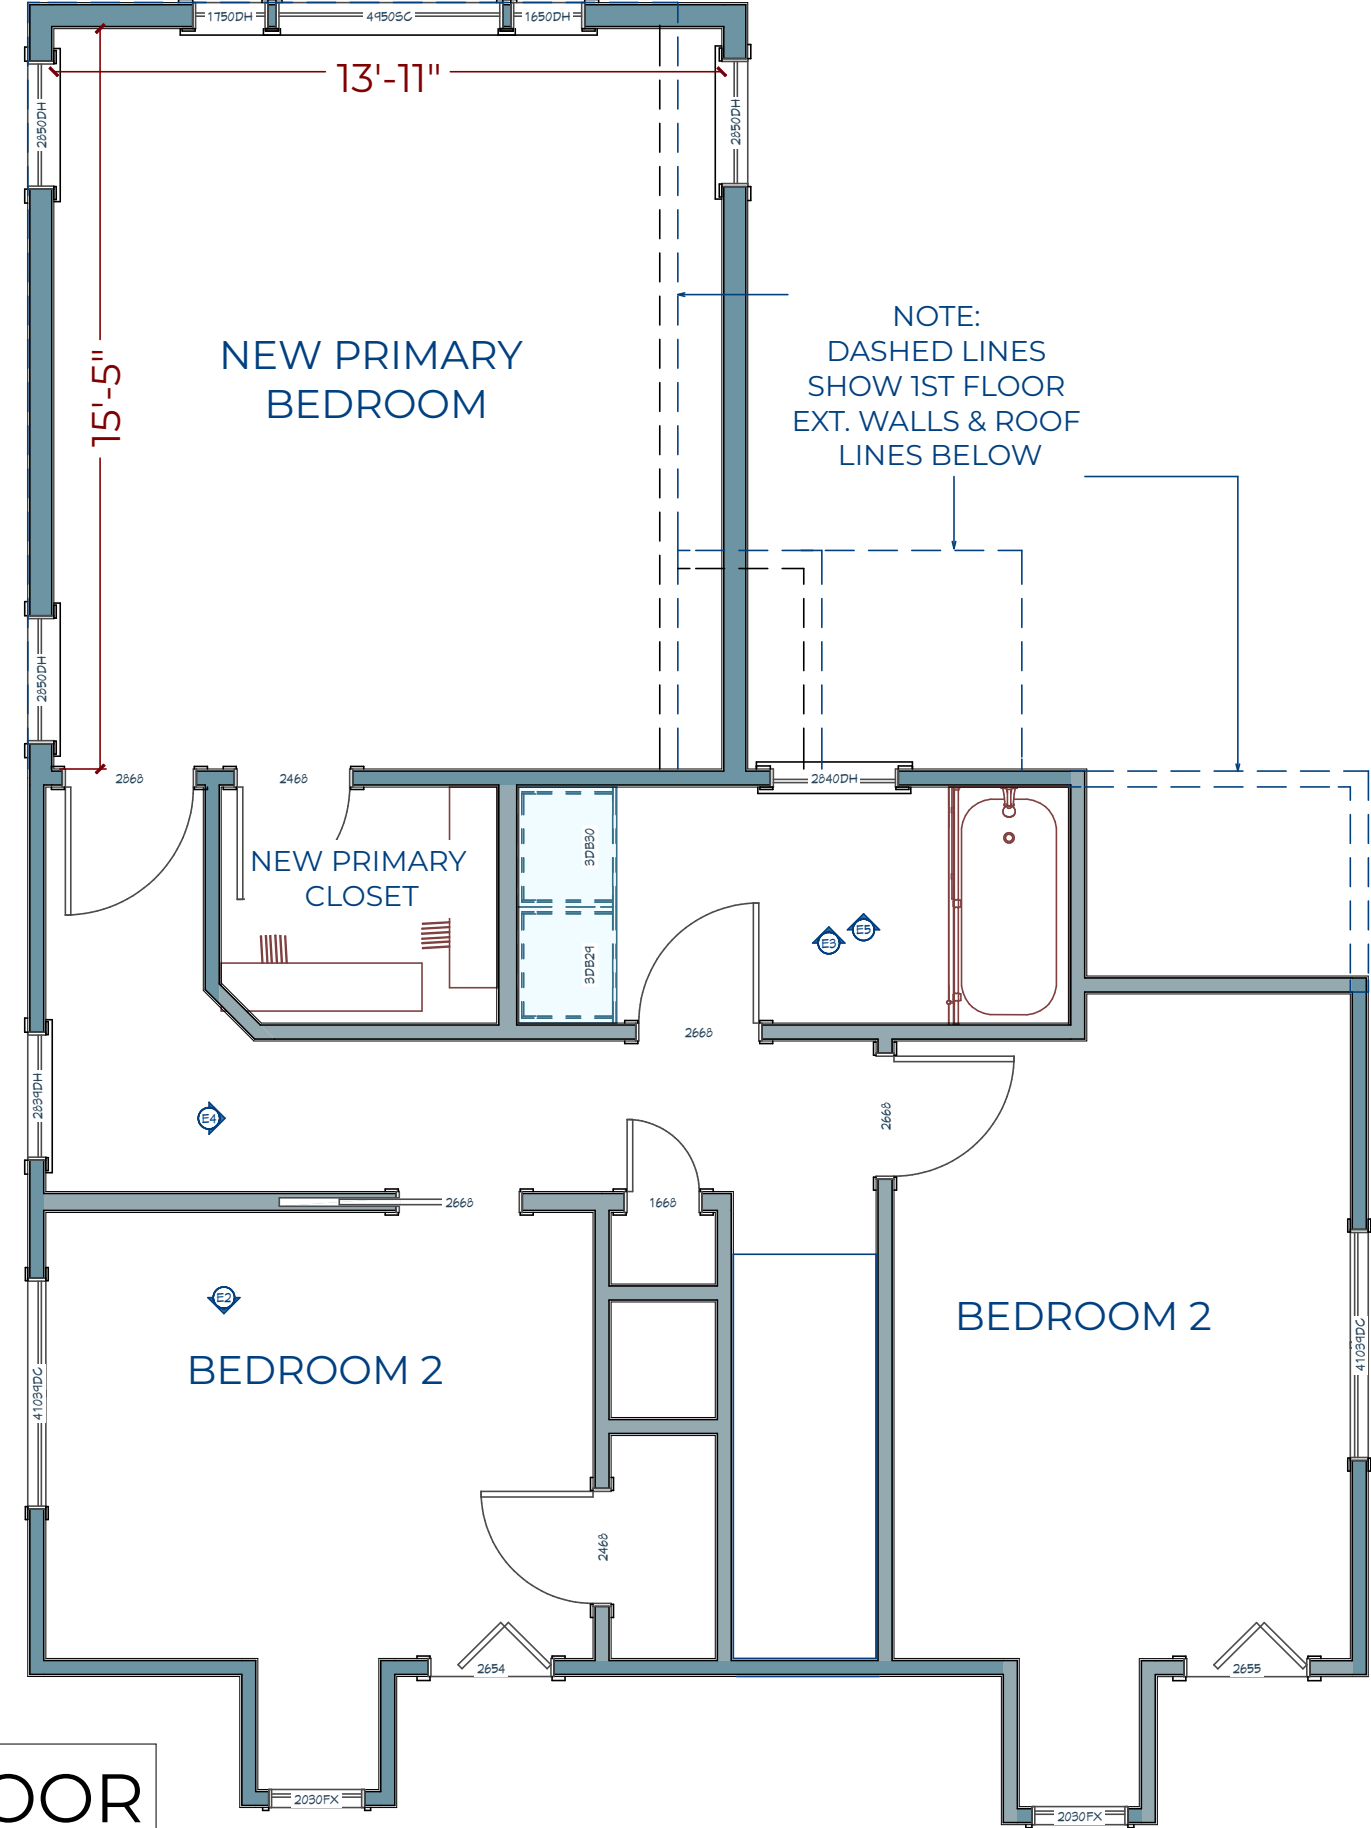 1750DH
4950SC
1650DH
13'-11"
2850DH
2850DH
15'-5"
NEW PRIMARY
BEDROOM
NOTE:
DASHED LINES
SHOW 1ST FLOOR
EXT. WALLS & ROOF
LINES BELOW
2850DH
2868
2468
2840DH
NEW PRIMARY
CLOSET
3DB30
3DB29
E3
E5
2668
2839DH
E4
2668
2668
1668
E2
BEDROOM 2
BEDROOM 2
41039DC
41039DC
2468
2654
2655
2030FX
2030FX
OOR